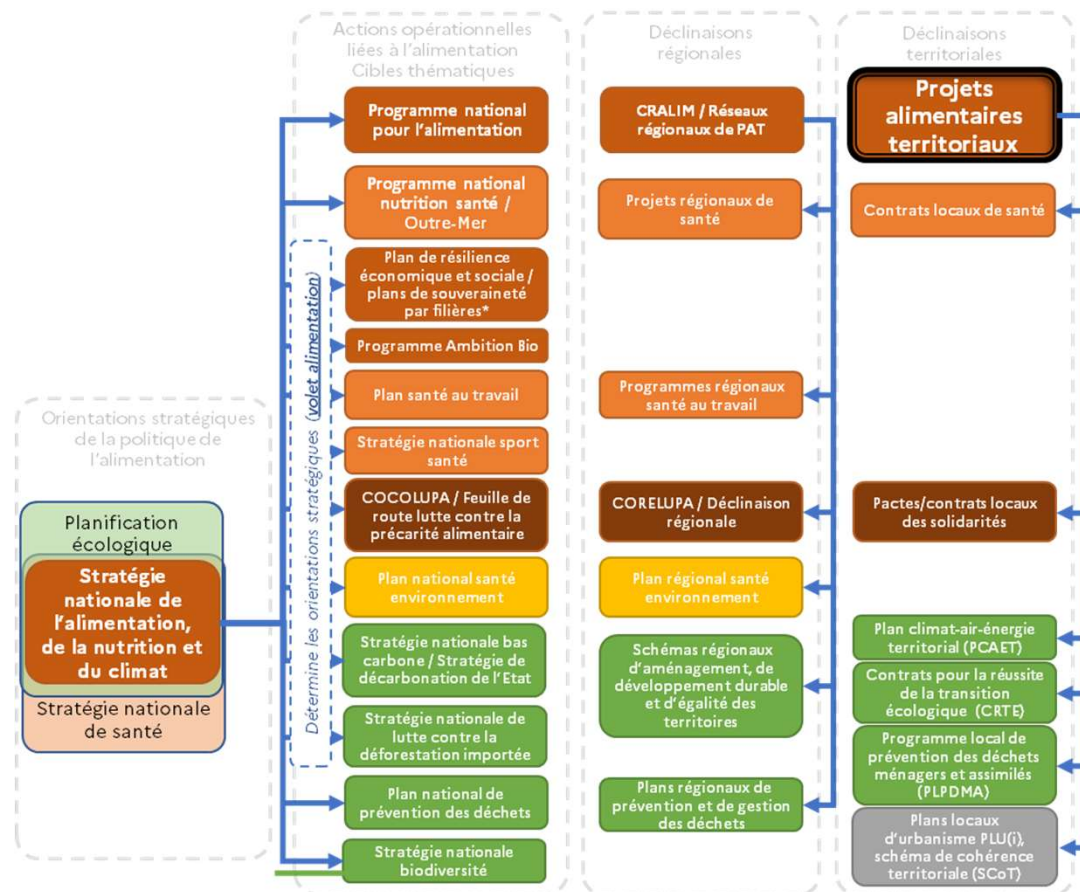 Orientations stratégiques
de la politique de
l'alimentation
Planification
écologique
Stratégie
nationale de
l'alimentation,
de la nutrition et
du climat
Stratégie nationale
de santé
Détermine les orientations stratégiques (volet alimentation)
Actions opérationnelles
liées à l'alimentation
Cibles thématiques
Programme national
pour l'alimentation
Programme national
nutrition santé /
Outre-Mer
Plan de résilience
économique et sociale /
plans de souveraineté
par filières*
Programme Ambition Bio
Plan santé au travail
Stratégie nationale sport
santé
COCOLUPA / Feuille de
route lutte contre la
précarité alimentaire
Plan national santé
environnement
Stratégie nationale bas
carbone / Stratégie de
décarbonation de l'Etat
Stratégie nationale de
lutte contre la
déforestation importée
Plan national de
prévention des déchets
Stratégie nationale
biodiversité
Déclinaisons
régionales
CRALIM / Réseaux
régionaux de PAT
Projets régionaux de
santé
Programmes régionaux
santé au travail
CORELUPA / Déclinaison
régionale
Plan régional santé
environnement
Schémas régionaux
d'aménagement, de
développement durable
et d'égalité des
territoires
Plans régionaux de
prévention et de gestion
des déchets
Déclinaisons
territoriales
Projets
alimentaires
territoriaux
Contrats locaux de santé
Pactes/contrats locaux
des solidarités
Plan climat-air-énergie
territorial (PCAET)
Contrats pour la réussite
de la transition
écologique (CRTE)
Programme local de
prévention des déchets
ménagers et assimilés
(PLPDMA)
Plans locaux
d'urbanisme PLU(i),
schéma de cohérence
territoriale (SCoT)